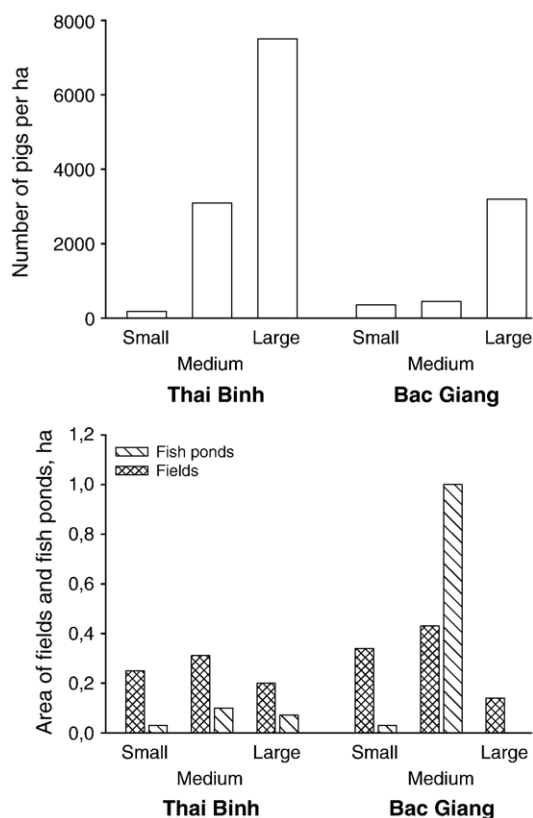 Number of pigs per ha
8000
6000
4000
2000
0
Small Large Small Large
Medium Medium
Thai Binh Bac Giang
Area of fields and fish ponds, ha
1,2
1,0
0,8
0,6
0,4
0,2
0,0
Fish ponds
Fields
Small Large Small Large
Medium Medium
Thai Binh Bac Giang